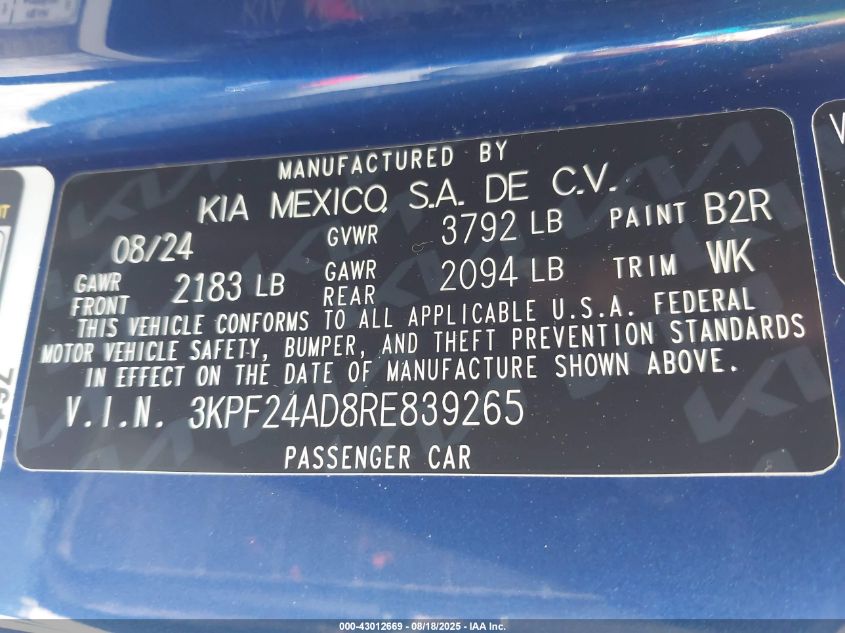 MANUFACTURED BY
KIA MEXICO, S.A. DE C.V.
08/24 GVWR 3792 LB PAINT B2R
GAWR FRONT 2183 LB GAWR REAR 2094 LB TRIM WK
THIS VEHICLE CONFORMS TO ALL APPLICABLE U.S.A. FEDERAL
MOTOR VEHICLE SAFETY, BUMPER, AND THEFT PREVENTION STANDARDS
IN EFFECT ON THE DATE OF MANUFACTURE SHOWN ABOVE.
V.I.N. 3KPF24AD8RE839265
PASSENGER CAR
000-43012669 - 08/18/2025 - IAA Inc.